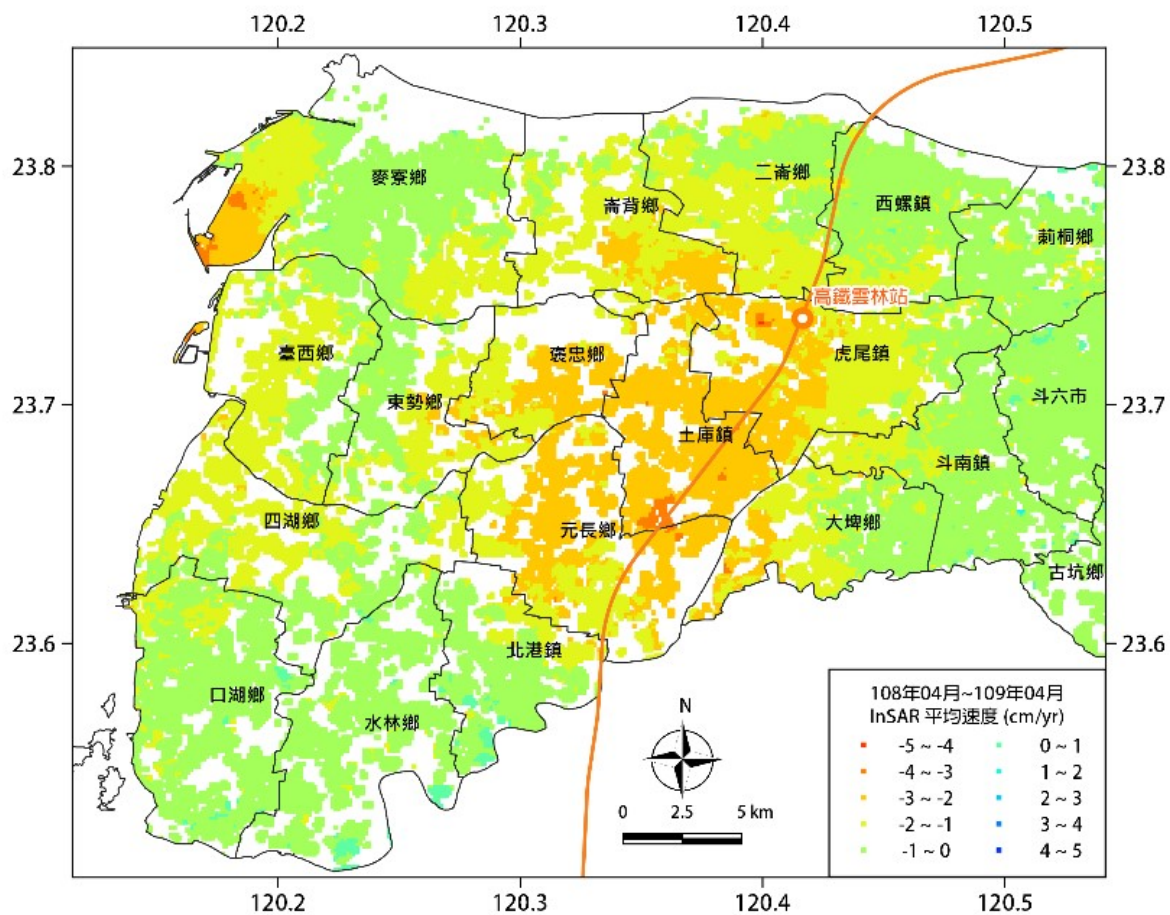 120.2 120.3 120.4 120.5
23.8 23.8
麥寮鄉
二崙鄉
崙背鄉
西螺鎮
莿桐鄉
高鐵雲林站
臺西鄉
褒忠鄉
虎尾鎮
23.7 23.7
東勢鄉
斗六市
土庫鎮
斗南鎮
四湖鄉
元長鄉
大埤鄉
古坑鄉
23.6 23.6
北港鎮
口湖鄉
水林鄉
N
0 2.5 5 km
108年04月~109年04月
InSAR 平均速度 (cm/yr)
-5 ~ -4 0 ~ 1
-4 ~ -3 1 ~ 2
-3 ~ -2 2 ~ 3
-2 ~ -1 3 ~ 4
-1 ~ 0 4 ~ 5
120.2 120.3 120.4 120.5